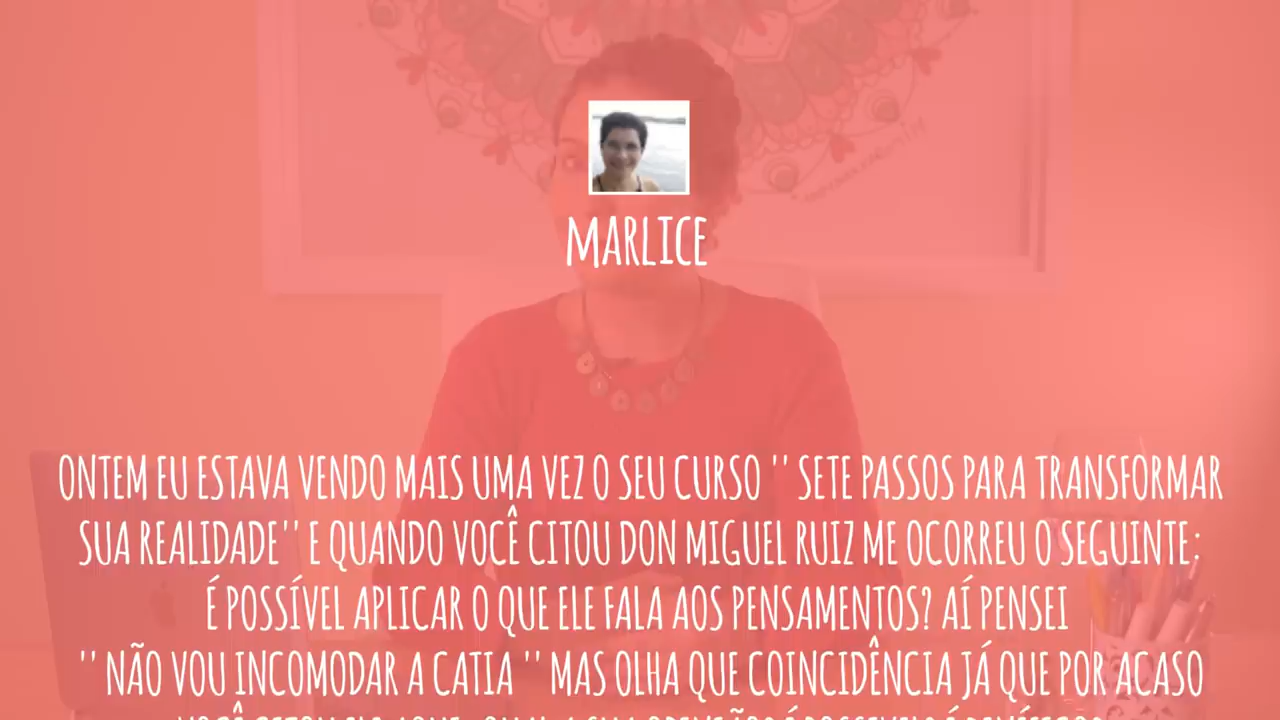 MARLICE
ONTEM EU ESTAVA VENDO MAIS UMA VEZ O SEU CURSO '' SETE PASSOS PARA TRANSFORMAR
SUA REALIDADE'' E QUANDO VOCÊ CITOU DON MIGUEL RUIZ ME OCORREU O SEGUINTE:
É POSSÍVEL APLICAR O QUE ELE FALA AOS PENSAMENTOS? AÍ PENSEI
'' NÃO VOU INCOMODAR A CATIA '' MAS OLHA QUE COINCIDÊNCIA JÁ QUE POR ACASO